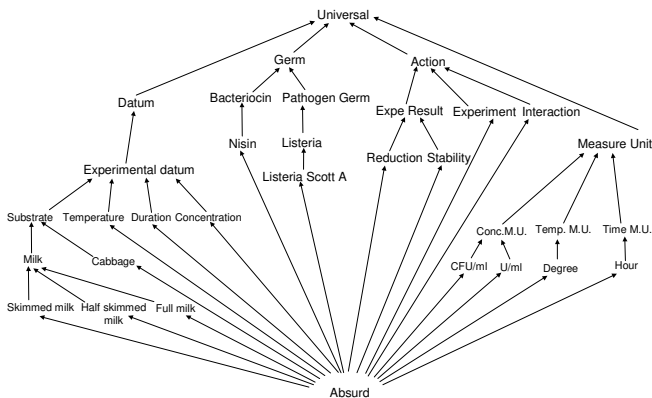 Universal
Germ
Action
Datum
Bacteriocin
Pathogen Germ
Expe Result
Experiment
Interaction
Nisin
Listeria
Measure Unit
Experimental datum
Listeria Scott A
Reduction
Stability
Substrate
Temperature
Duration
Concentration
Conc.M.U.
Temp. M.U.
Time M.U.
Milk
Cabbage
CFU/ml
U/ml
Degree
Hour
Skimmed milk
Half skimmed
milk
Full milk
Absurd